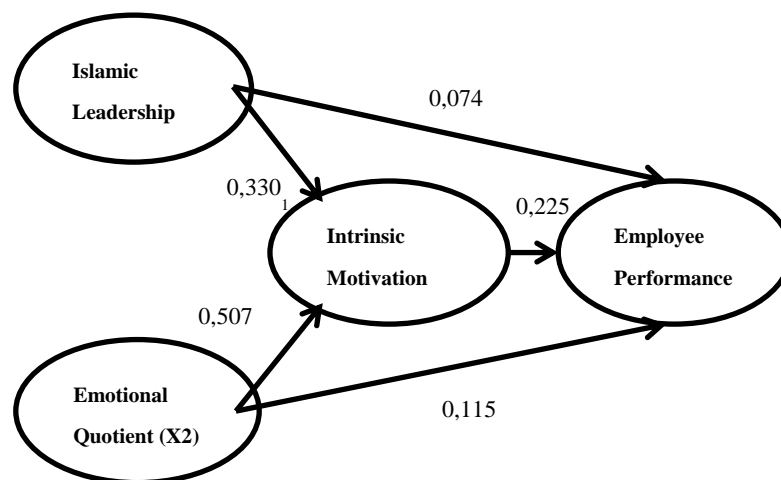 Islamic
Leadership
0,074
0,330
1
0,225
Intrinsic
Motivation
Employee
Performance
0,507
Emotional
Quotient (X2)
0,115